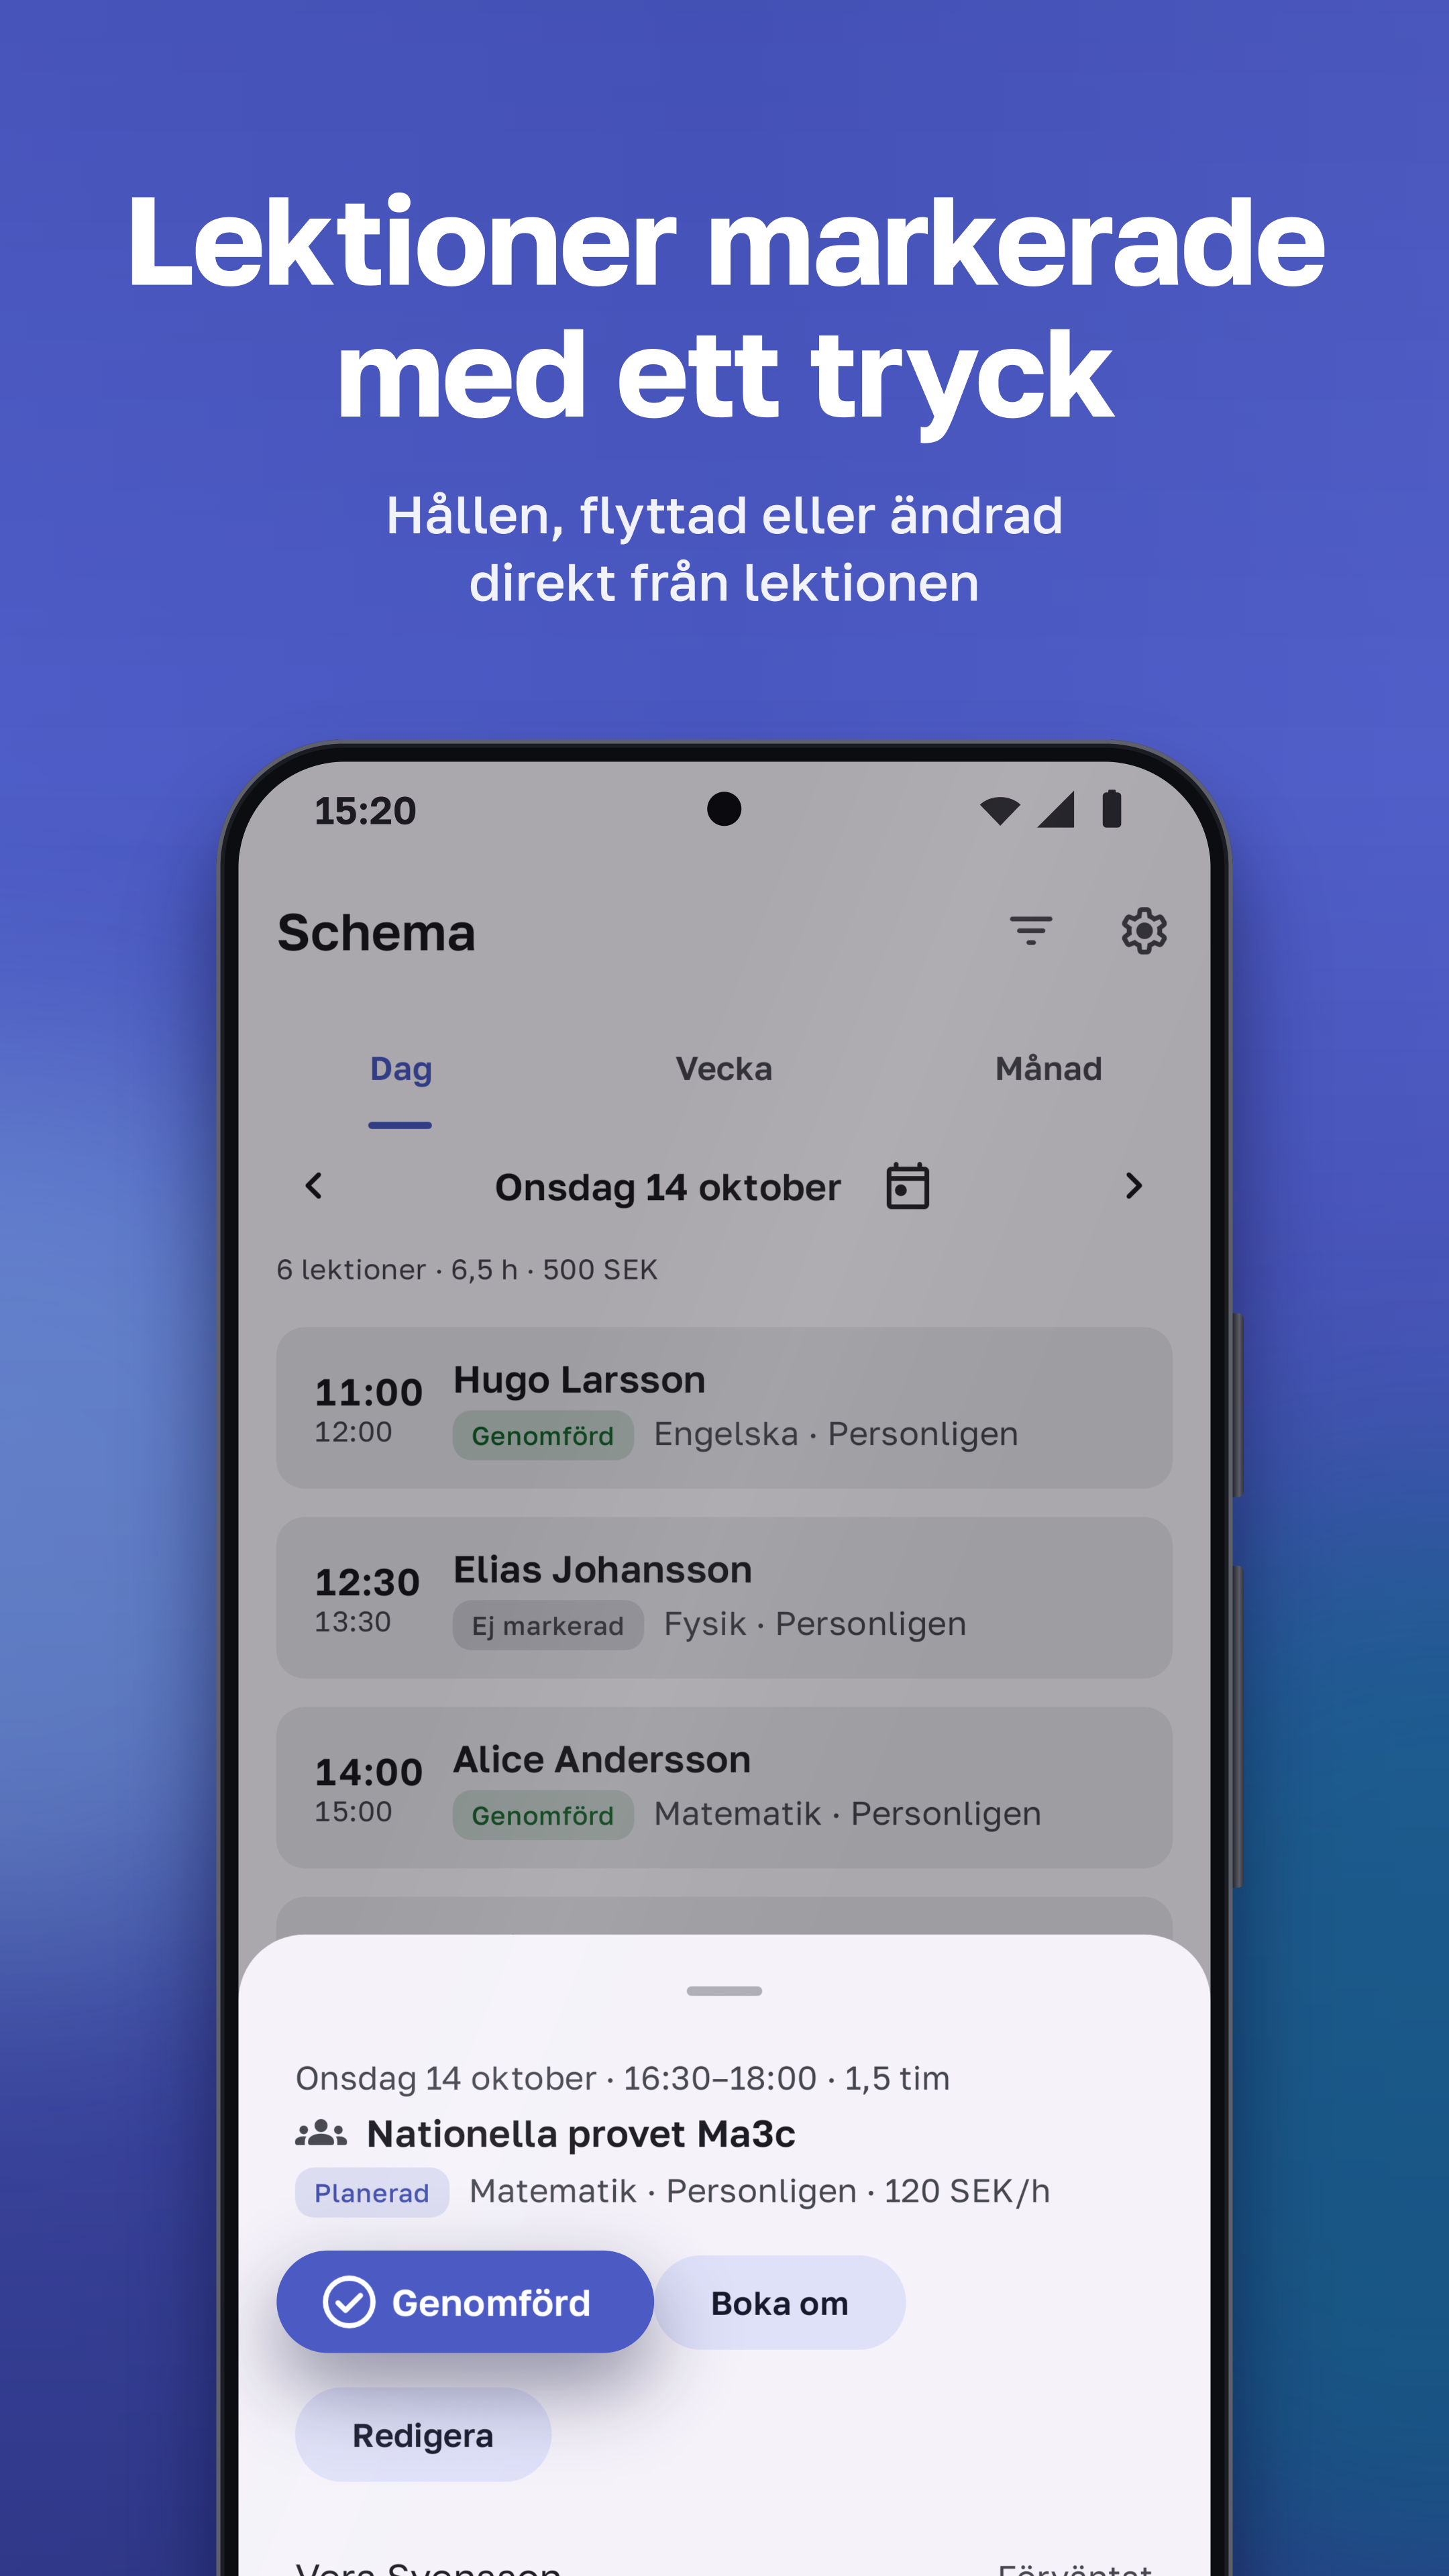 Lektioner markerade
med ett tryck
Hållen, flyttad eller ändrad
direkt från lektionen
15:20
Schema
Dag Vecka Månad
Onsdag 14 oktober
6 lektioner · 6,5 h · 500 SEK
11:00 Hugo Larsson
12:00 Genomförd Engelska · Personligen
12:30 Elias Johansson
13:30 Ej markerad Fysik · Personligen
14:00 Alice Andersson
15:00 Genomförd Matematik · Personligen
Onsdag 14 oktober · 16:30–18:00 · 1,5 tim
Nationella provet Ma3c
Planerad Matematik · Personligen · 120 SEK/h
Genomförd Boka om
Redigera
Vera Svensson Förväntat